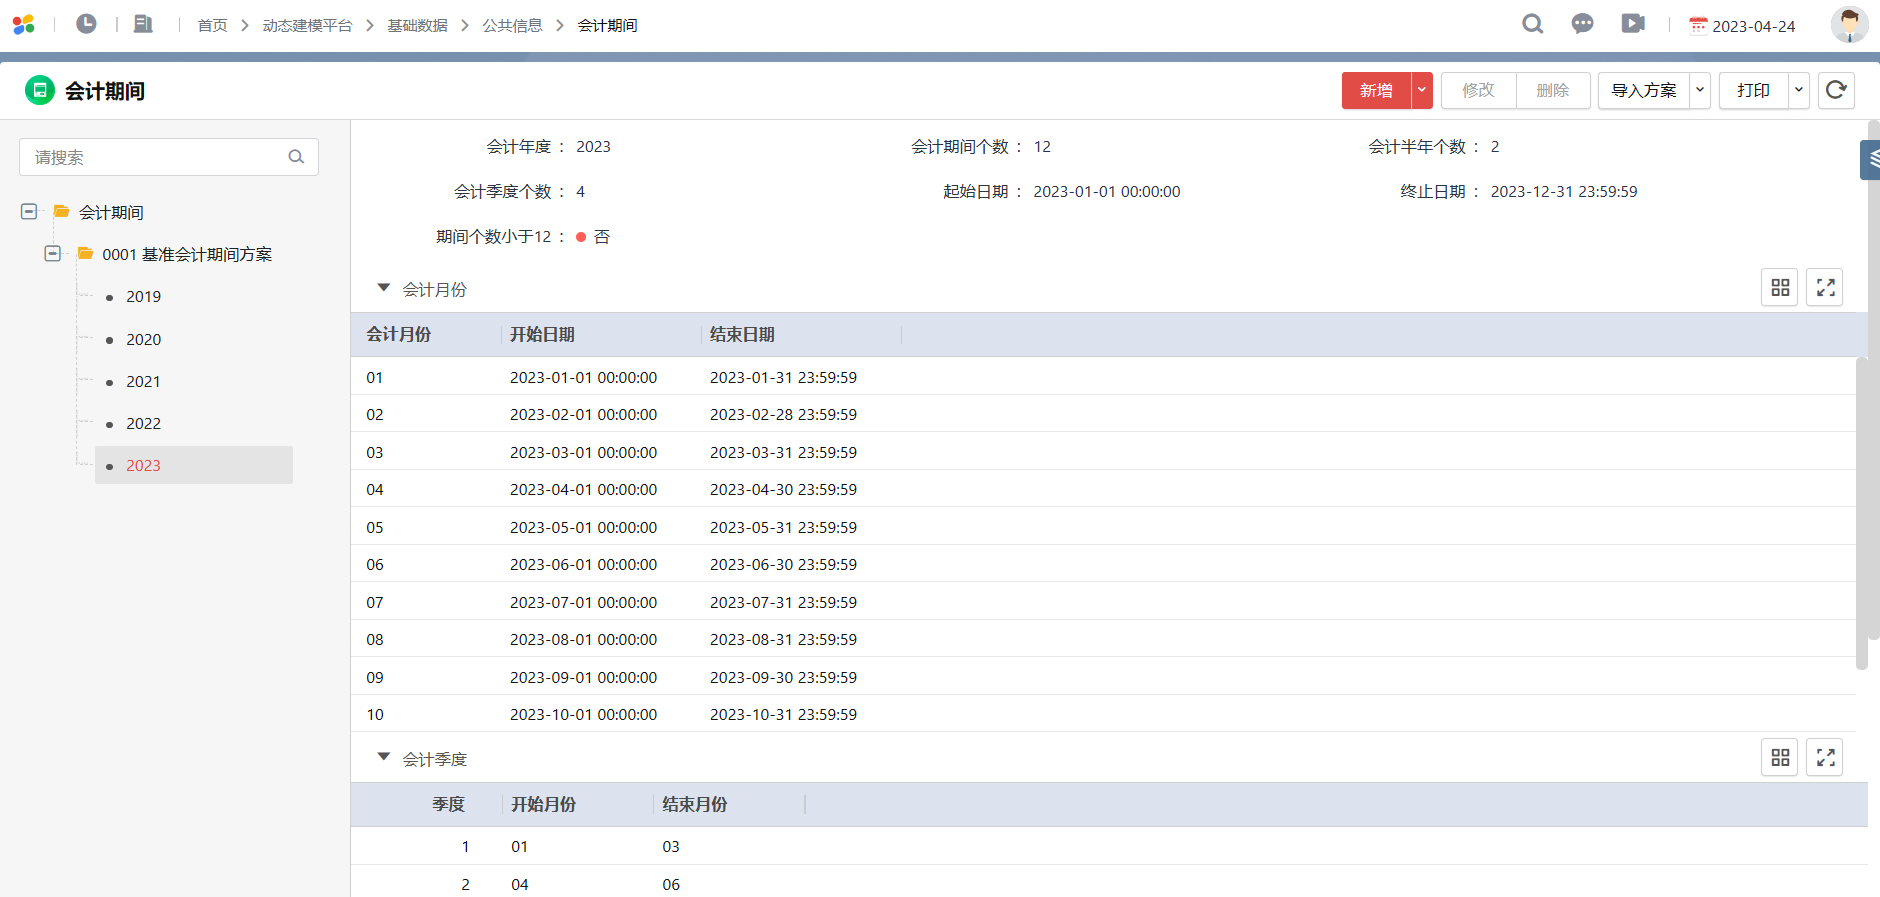 首页 > 动态建模平台 > 基础数据 > 公共信息 > 会计期间
2023-04-24
会计期间
新增 修改 删除 导入方案 打印
请搜索
会计期间
0001 基准会计期间方案
2019
2020
2021
2022
2023
会计年度 : 2023 会计期间个数 : 12 会计半年个数 : 2
会计季度个数 : 4 起始日期 : 2023-01-01 00:00:00 终止日期 : 2023-12-31 23:59:59
期间个数小于12 : 否
会计月份
会计月份 开始日期 结束日期
01 2023-01-01 00:00:00 2023-01-31 23:59:59
02 2023-02-01 00:00:00 2023-02-28 23:59:59
03 2023-03-01 00:00:00 2023-03-31 23:59:59
04 2023-04-01 00:00:00 2023-04-30 23:59:59
05 2023-05-01 00:00:00 2023-05-31 23:59:59
06 2023-06-01 00:00:00 2023-06-30 23:59:59
07 2023-07-01 00:00:00 2023-07-31 23:59:59
08 2023-08-01 00:00:00 2023-08-31 23:59:59
09 2023-09-01 00:00:00 2023-09-30 23:59:59
10 2023-10-01 00:00:00 2023-10-31 23:59:59
会计季度
季度 开始月份 结束月份
1 01 03
2 04 06